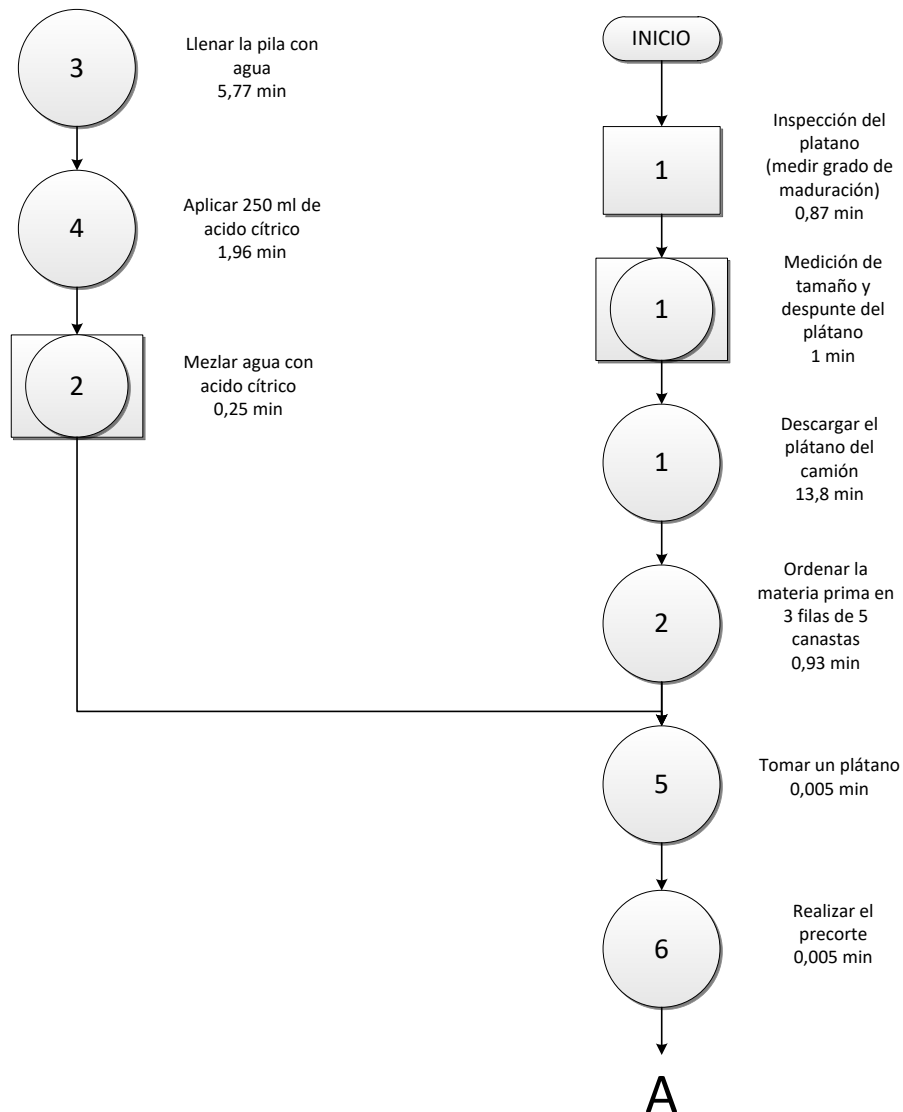 3
Llenar la pila con
agua
5,77 min
4
Aplicar 250 ml de
acido cítrico
1,96 min
2
Mezlar agua con
acido cítrico
0,25 min
INICIO
1
Inspección del
platano
(medir grado de
maduración)
0,87 min
1
Medición de
tamaño y
despunte del
plátano
1 min
1
Descargar el
plátano del
camión
13,8 min
2
Ordenar la
materia prima en
3 filas de 5
canastas
0,93 min
5
Tomar un plátano
0,005 min
6
Realizar el
precorte
0,005 min
A